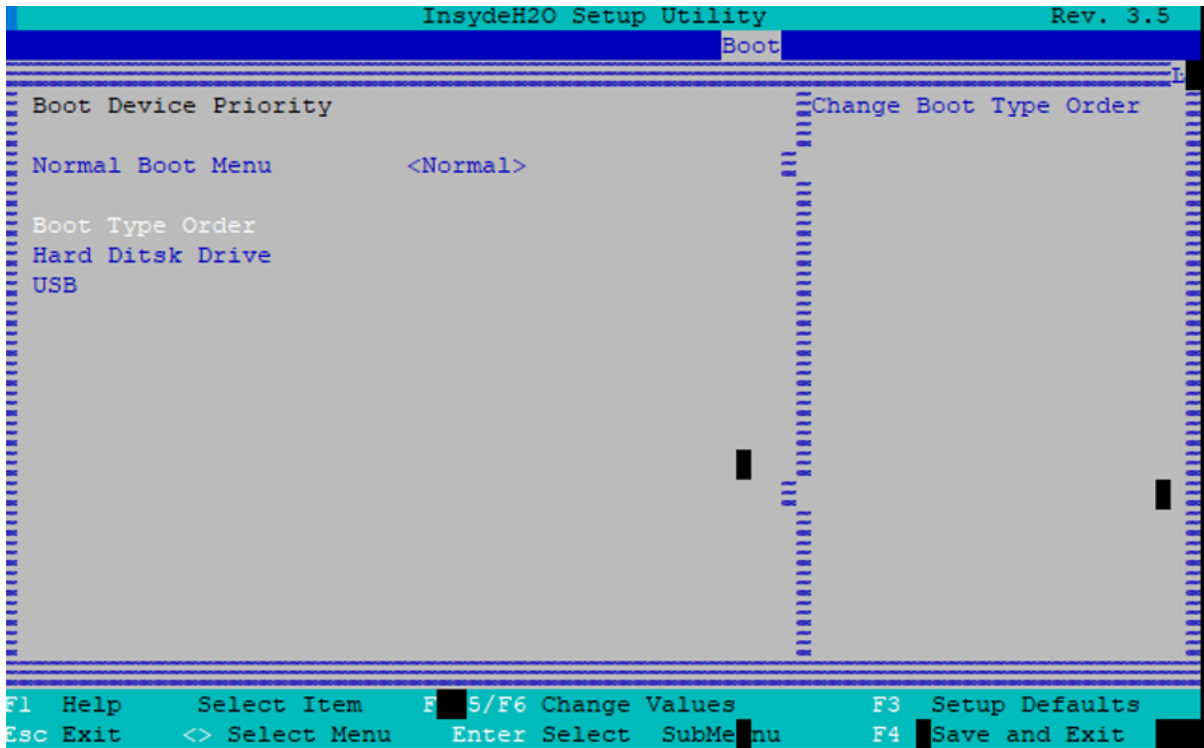 InsydeH2O Setup Utility Rev. 3.5
Boot
Boot Device Priority
Change Boot Type Order
Normal Boot Menu <Normal>
Boot Type Order
Hard Ditsk Drive
USB
F1 Help Select Item F 5/F6 Change Values F3 Setup Defaults
Esc Exit <> Select Menu Enter Select SubMe nu F4 Save and Exit